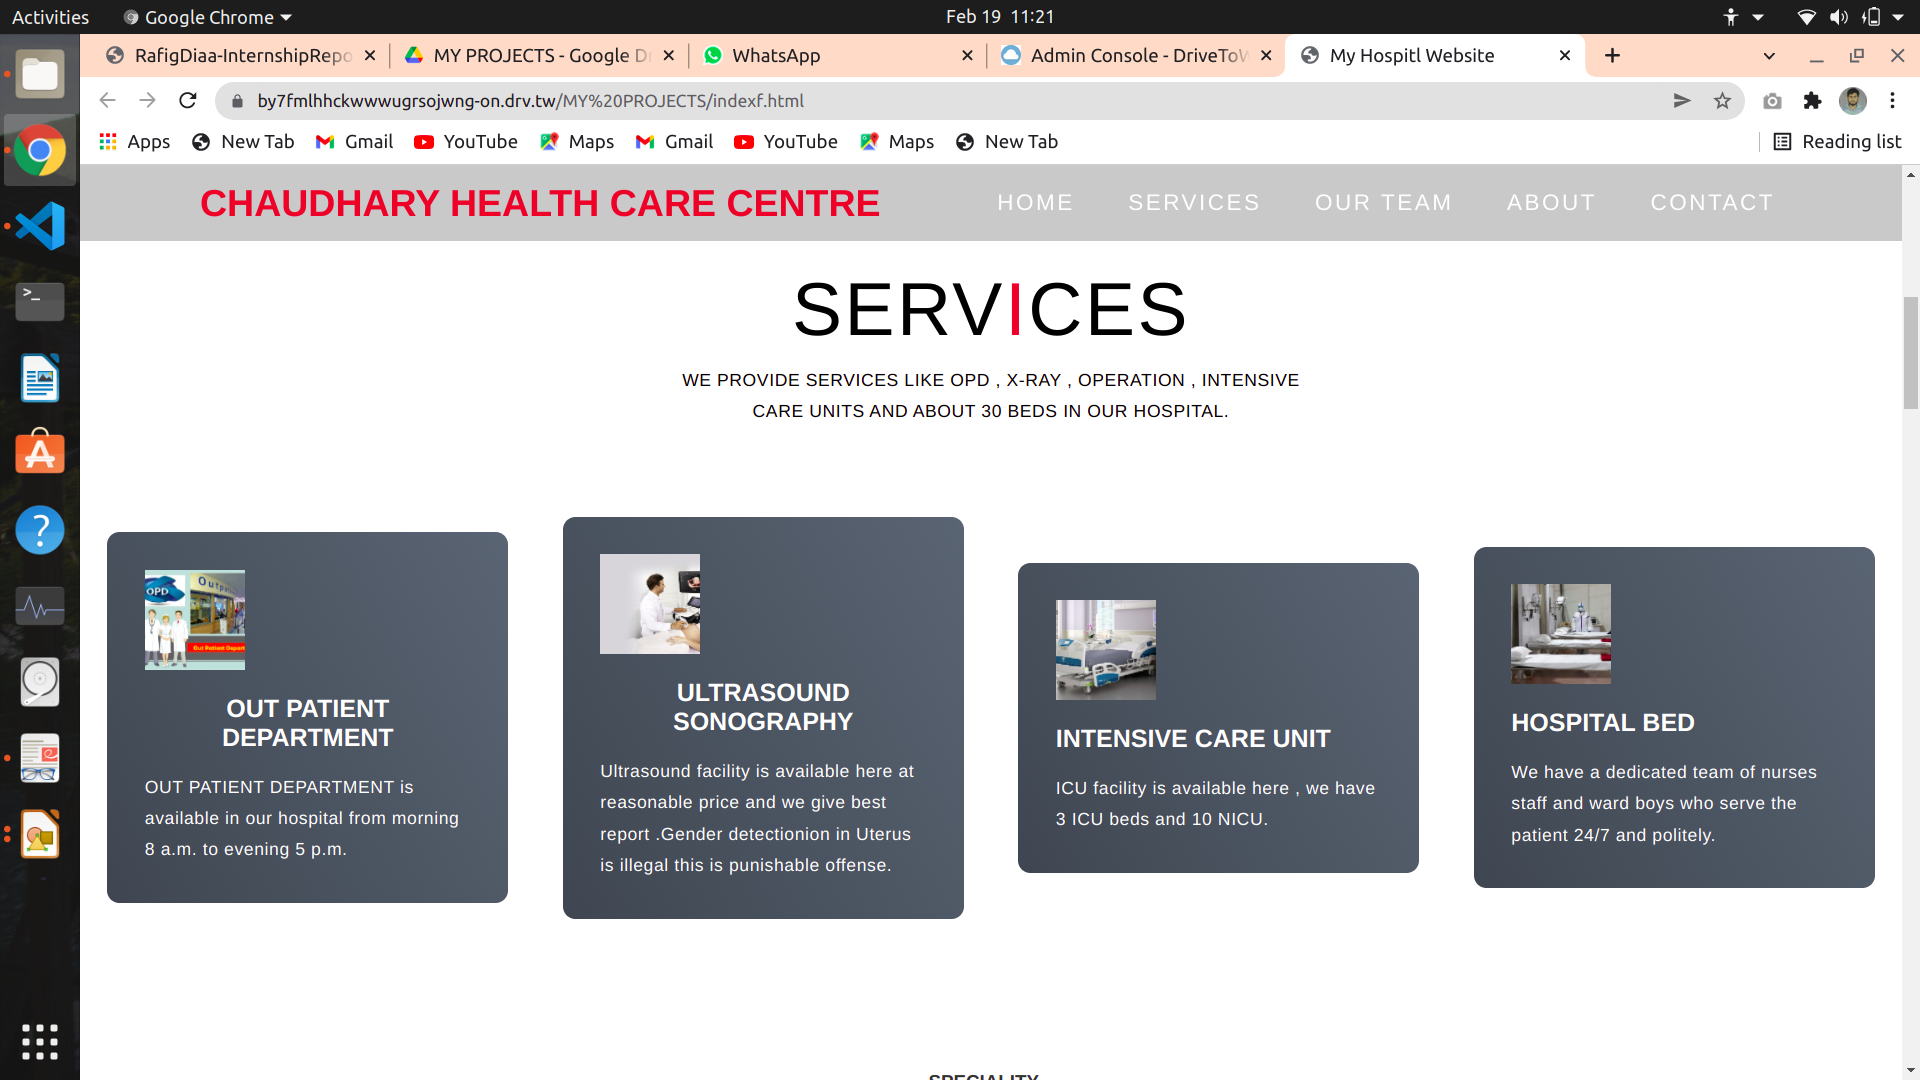 Activities
Google Chrome
Feb 19 11:21
RafigDiaa-InternshipRepo
MY PROJECTS - Google Dr
WhatsApp
Admin Console - DriveToW
My Hospitl Website
by7fmlhhckwwwugrsojwng-on.drv.tw/MY%20PROJECTS/indexf.html
Apps
New Tab
Gmail
YouTube
Maps
Gmail
YouTube
Maps
New Tab
Reading list
CHAUDHARY HEALTH CARE CENTRE
HOME
SERVICES
OUR TEAM
ABOUT
CONTACT
SERVICES
WE PROVIDE SERVICES LIKE OPD , X-RAY , OPERATION , INTENSIVE
CARE UNITS AND ABOUT 30 BEDS IN OUR HOSPITAL.
OPD
Out Patient Depart
OUT PATIENT
DEPARTMENT
OUT PATIENT DEPARTMENT is
available in our hospital from morning
8 a.m. to evening 5 p.m.
ULTRASOUND
SONOGRAPHY
Ultrasound facility is available here at
reasonable price and we give best
report .Gender detectionion in Uterus
is illegal this is punishable offense.
INTENSIVE CARE UNIT
ICU facility is available here , we have
3 ICU beds and 10 NICU.
HOSPITAL BED
We have a dedicated team of nurses
staff and ward boys who serve the
patient 24/7 and politely.
SPECIALITY